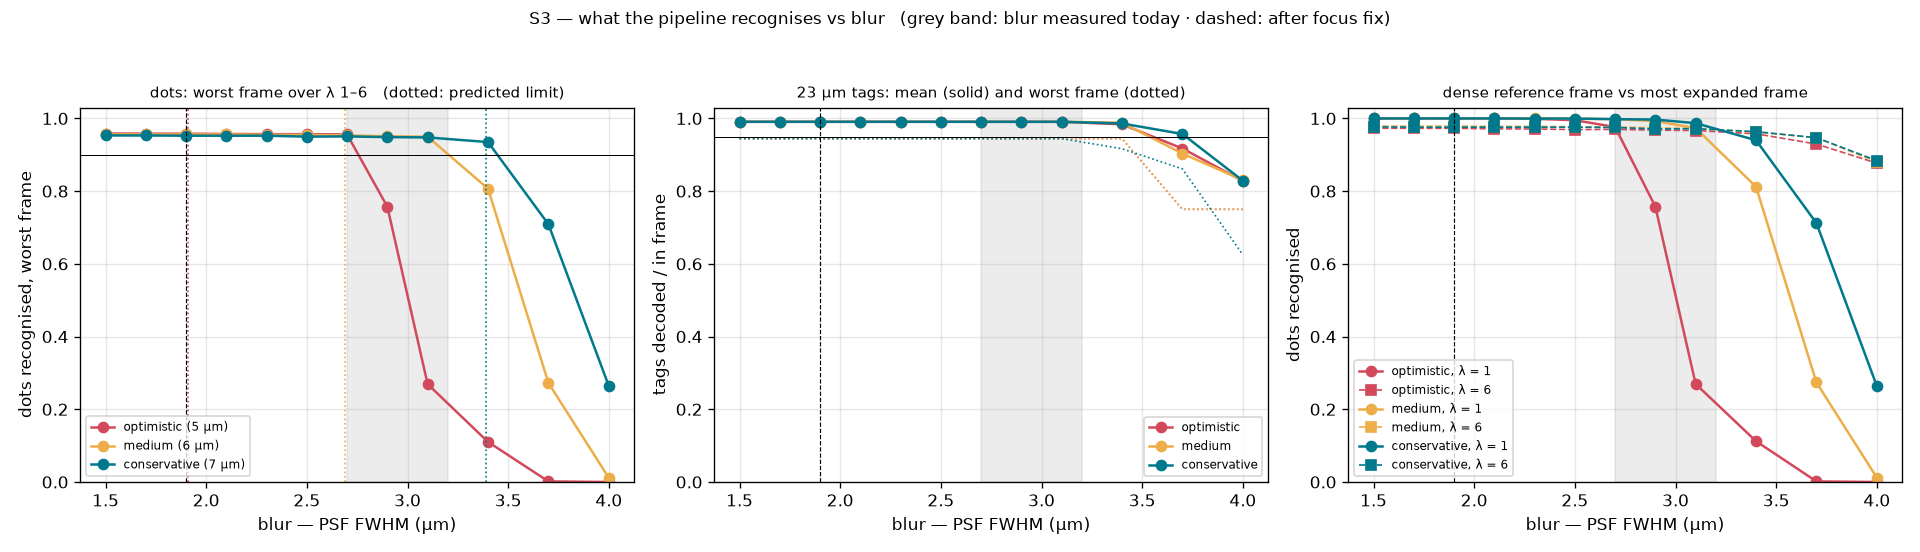 S3 — what the pipeline recognises vs blur   (grey band: blur measured today · dashed: after focus fix)
dots: worst frame over λ 1–6   (dotted: predicted limit)
dots recognised, worst frame
1.0
0.8
0.6
0.4
0.2
0.0
optimistic (5 μm)
medium (6 μm)
conservative (7 μm)
1.5 2.0 2.5 3.0 3.5 4.0
blur — PSF FWHM (μm)
23 μm tags: mean (solid) and worst frame (dotted)
tags decoded / in frame
1.0
0.8
0.6
0.4
0.2
0.0
optimistic
medium
conservative
1.5 2.0 2.5 3.0 3.5 4.0
blur — PSF FWHM (μm)
dense reference frame vs most expanded frame
dots recognised
1.0
0.8
0.6
0.4
0.2
0.0
optimistic, λ = 1
optimistic, λ = 6
medium, λ = 1
medium, λ = 6
conservative, λ = 1
conservative, λ = 6
1.5 2.0 2.5 3.0 3.5 4.0
blur — PSF FWHM (μm)